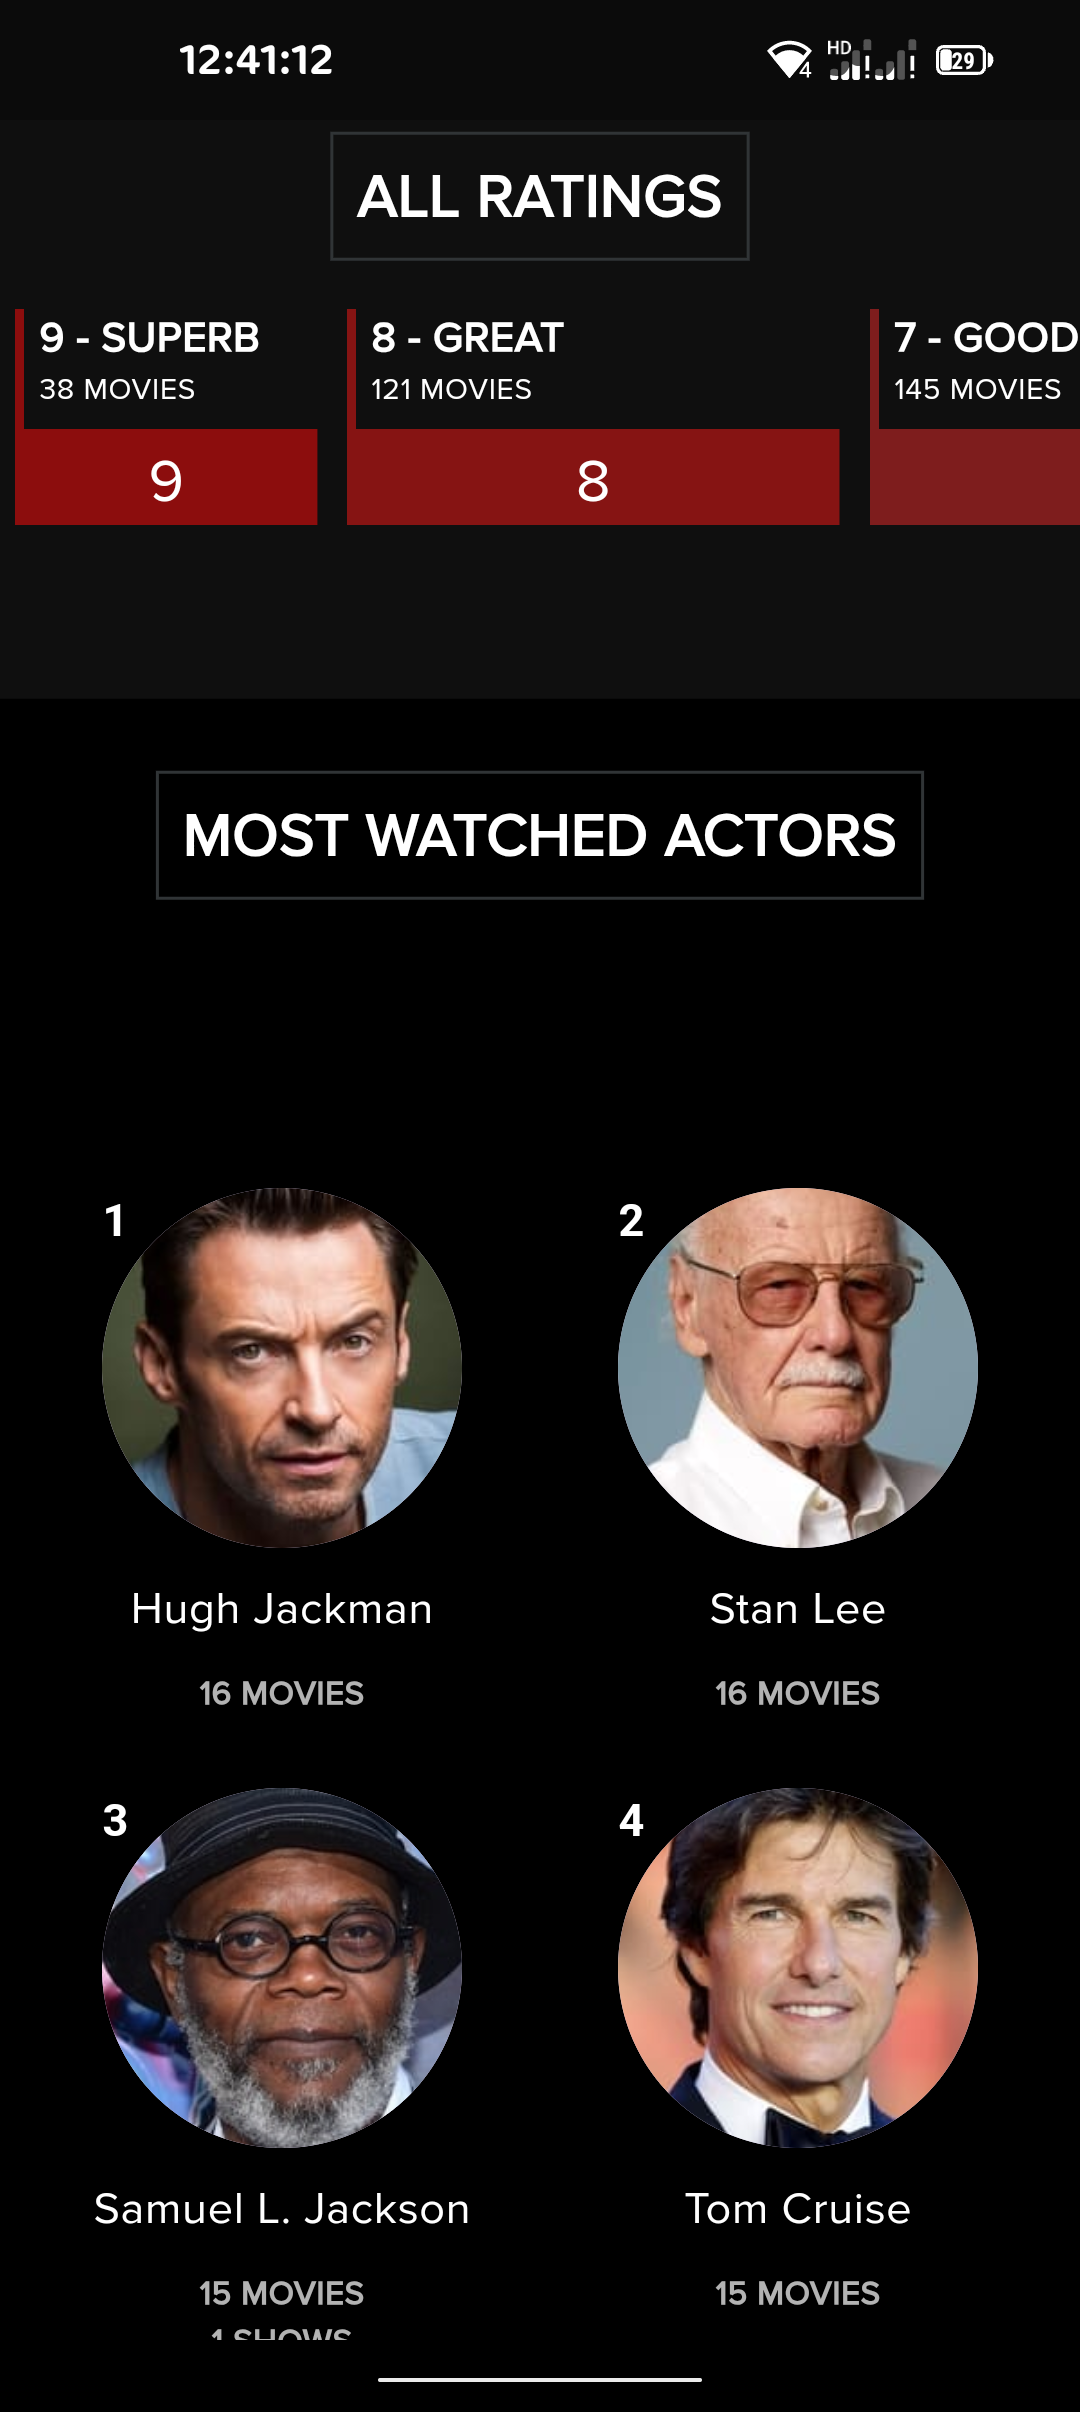 12:41:12
4 HD ! ! 29
ALL RATINGS
9 - SUPERB
38 MOVIES
9
8 - GREAT
121 MOVIES
8
7 - GOOD
145 MOVIES
MOST WATCHED ACTORS
1
Hugh Jackman
16 MOVIES
2
Stan Lee
16 MOVIES
3
Samuel L. Jackson
15 MOVIES
1 SHOWS
4
Tom Cruise
15 MOVIES